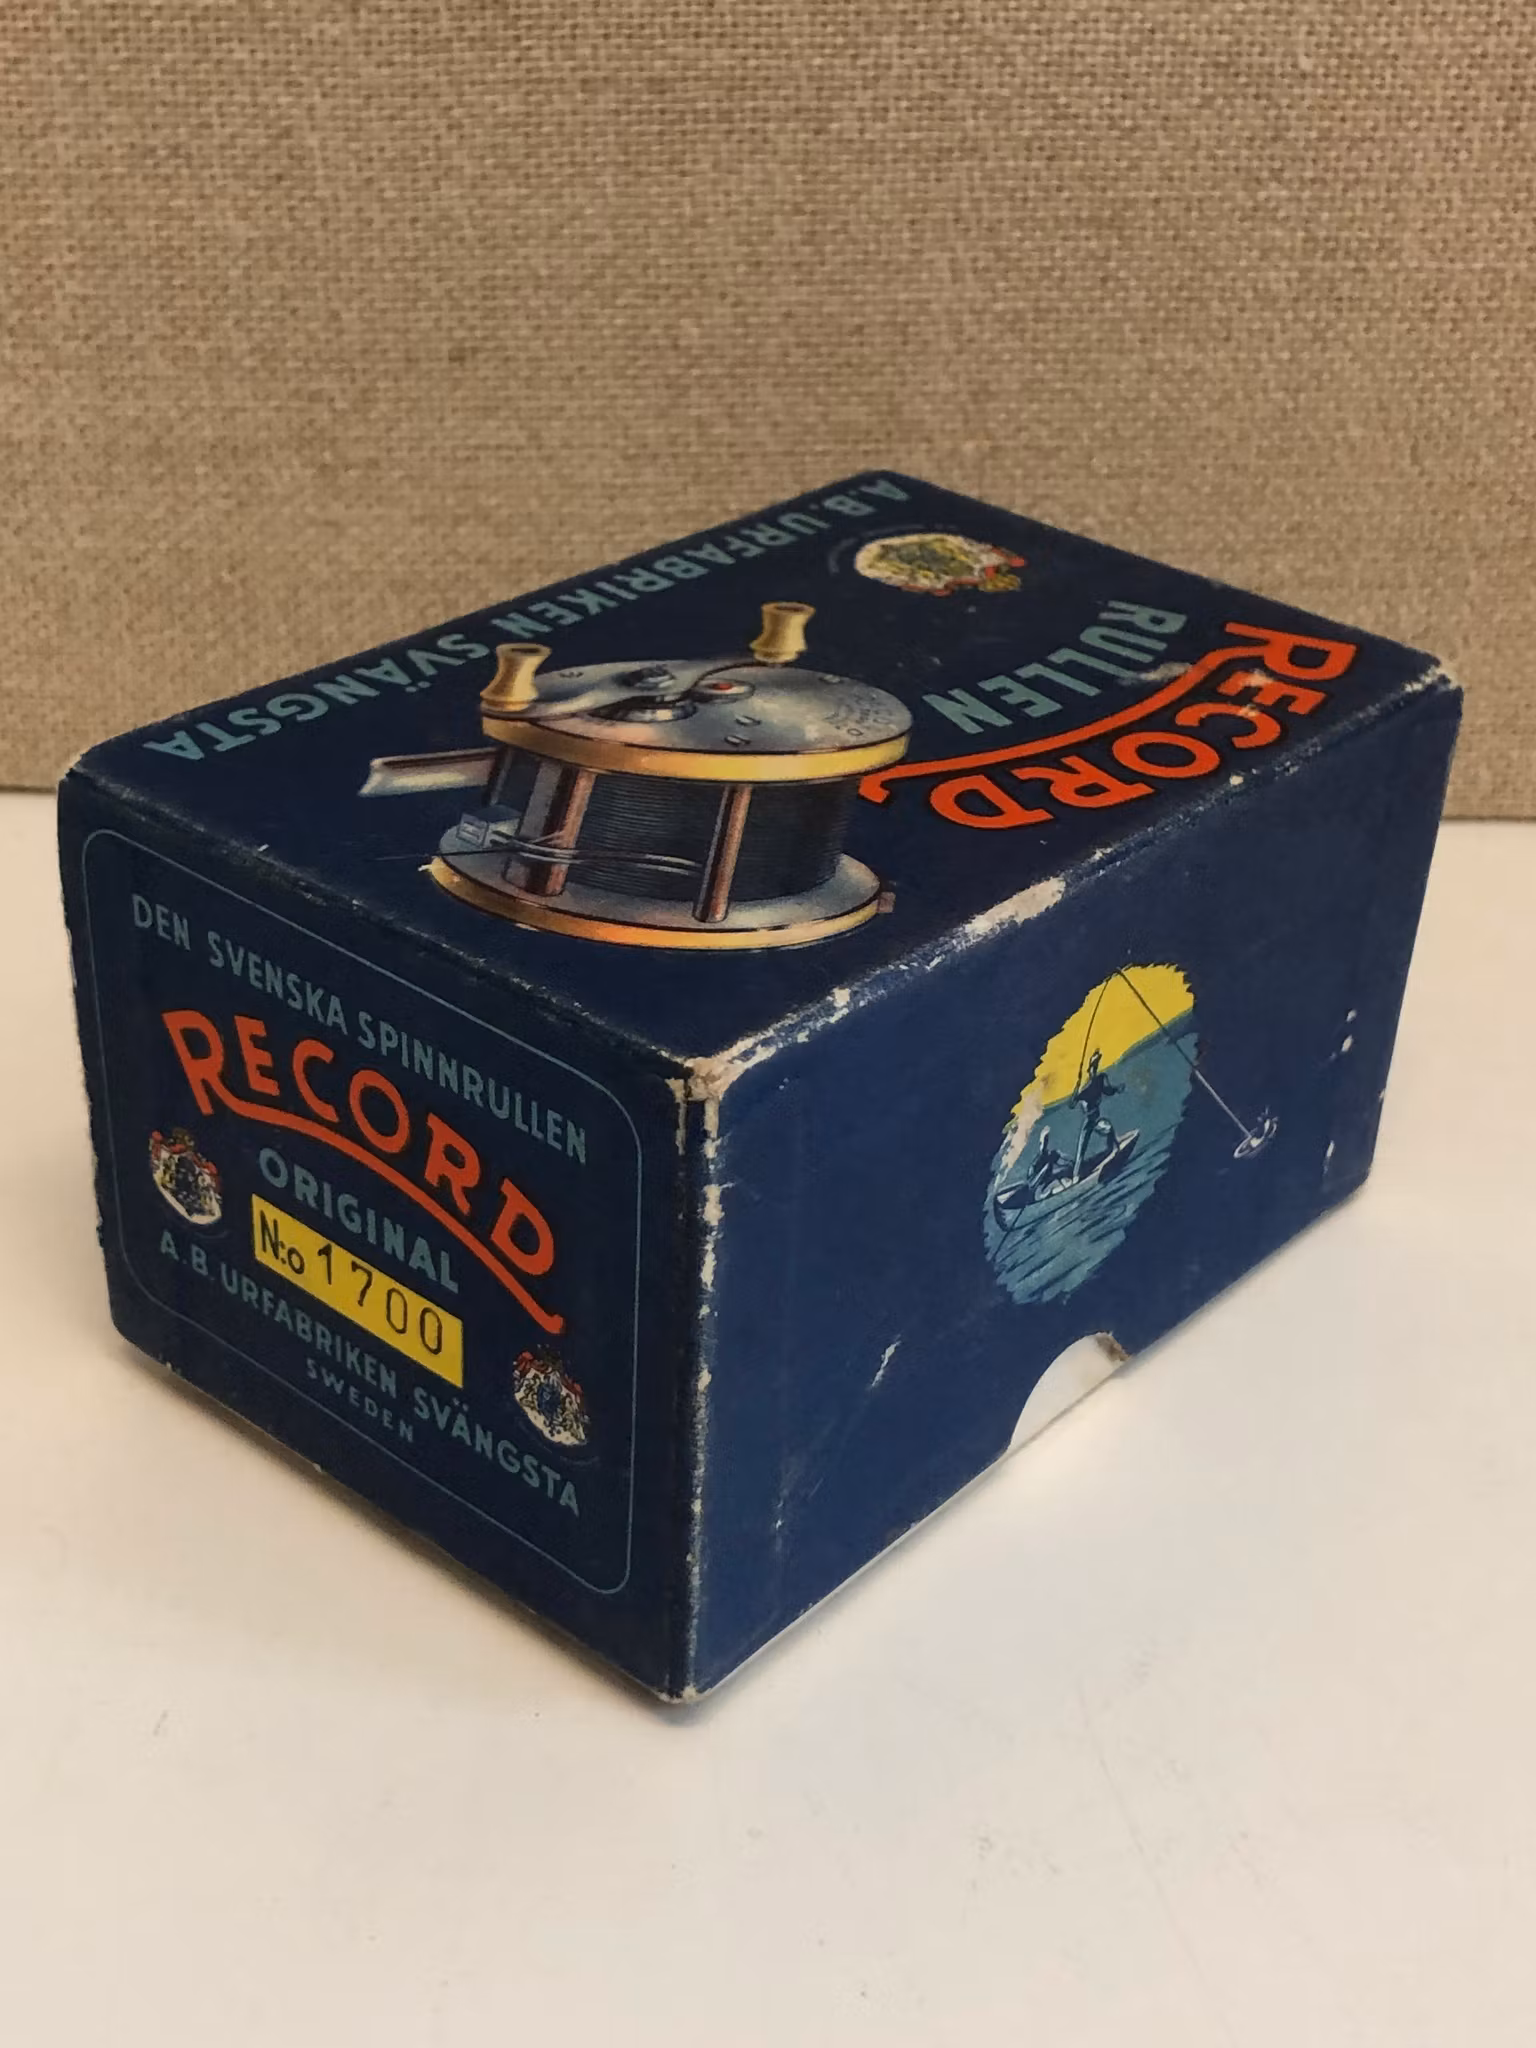 A.B. URFABRIKEN SVÄNGSTA
RECORD
RULLEN
DEN SVENSKA SPINNRULLEN
RECORD
ORIGINAL
N:o 1700
A.B. URFABRIKEN SVÄNGSTA
SWEDEN